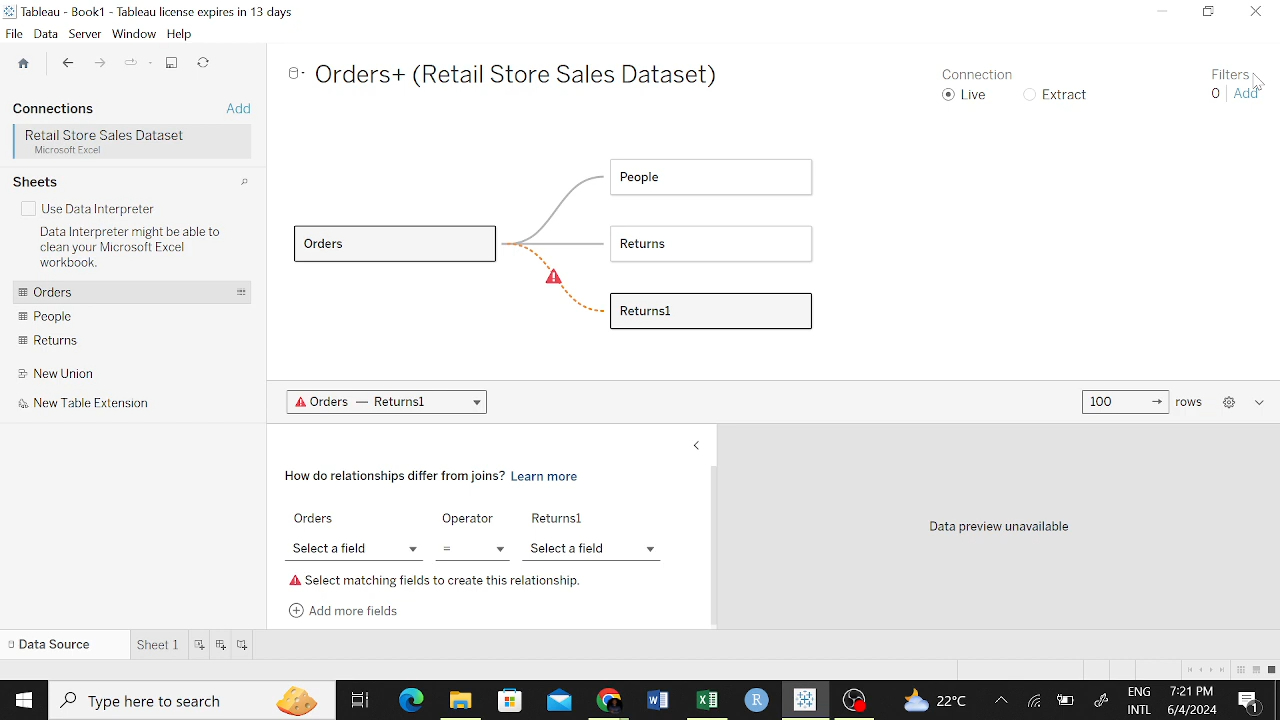 Tableau - Book1 - Tableau license expires in 13 days
File Data Server Window Help
Connections Add
Retail Store Sales Dataset
Microsoft Excel
Sheets
Use Data Interpreter
Data Interpreter might be able to
clean your Microsoft Excel
workbook.
Orders
People
Returns
New Union
New Table Extension
Orders+ (Retail Store Sales Dataset)
Connection
Live Extract
Filters
0 Add
People
Orders
Returns
Returns1
Orders — Returns1
100 → rows
How do relationships differ from joins? Learn more
Orders Operator Returns1
Select a field = Select a field
Select matching fields to create this relationship.
Add more fields
Data preview unavailable
Data Source Sheet 1
Type here to search
22°C
ENG
INTL
7:21 PM
6/4/2024
1